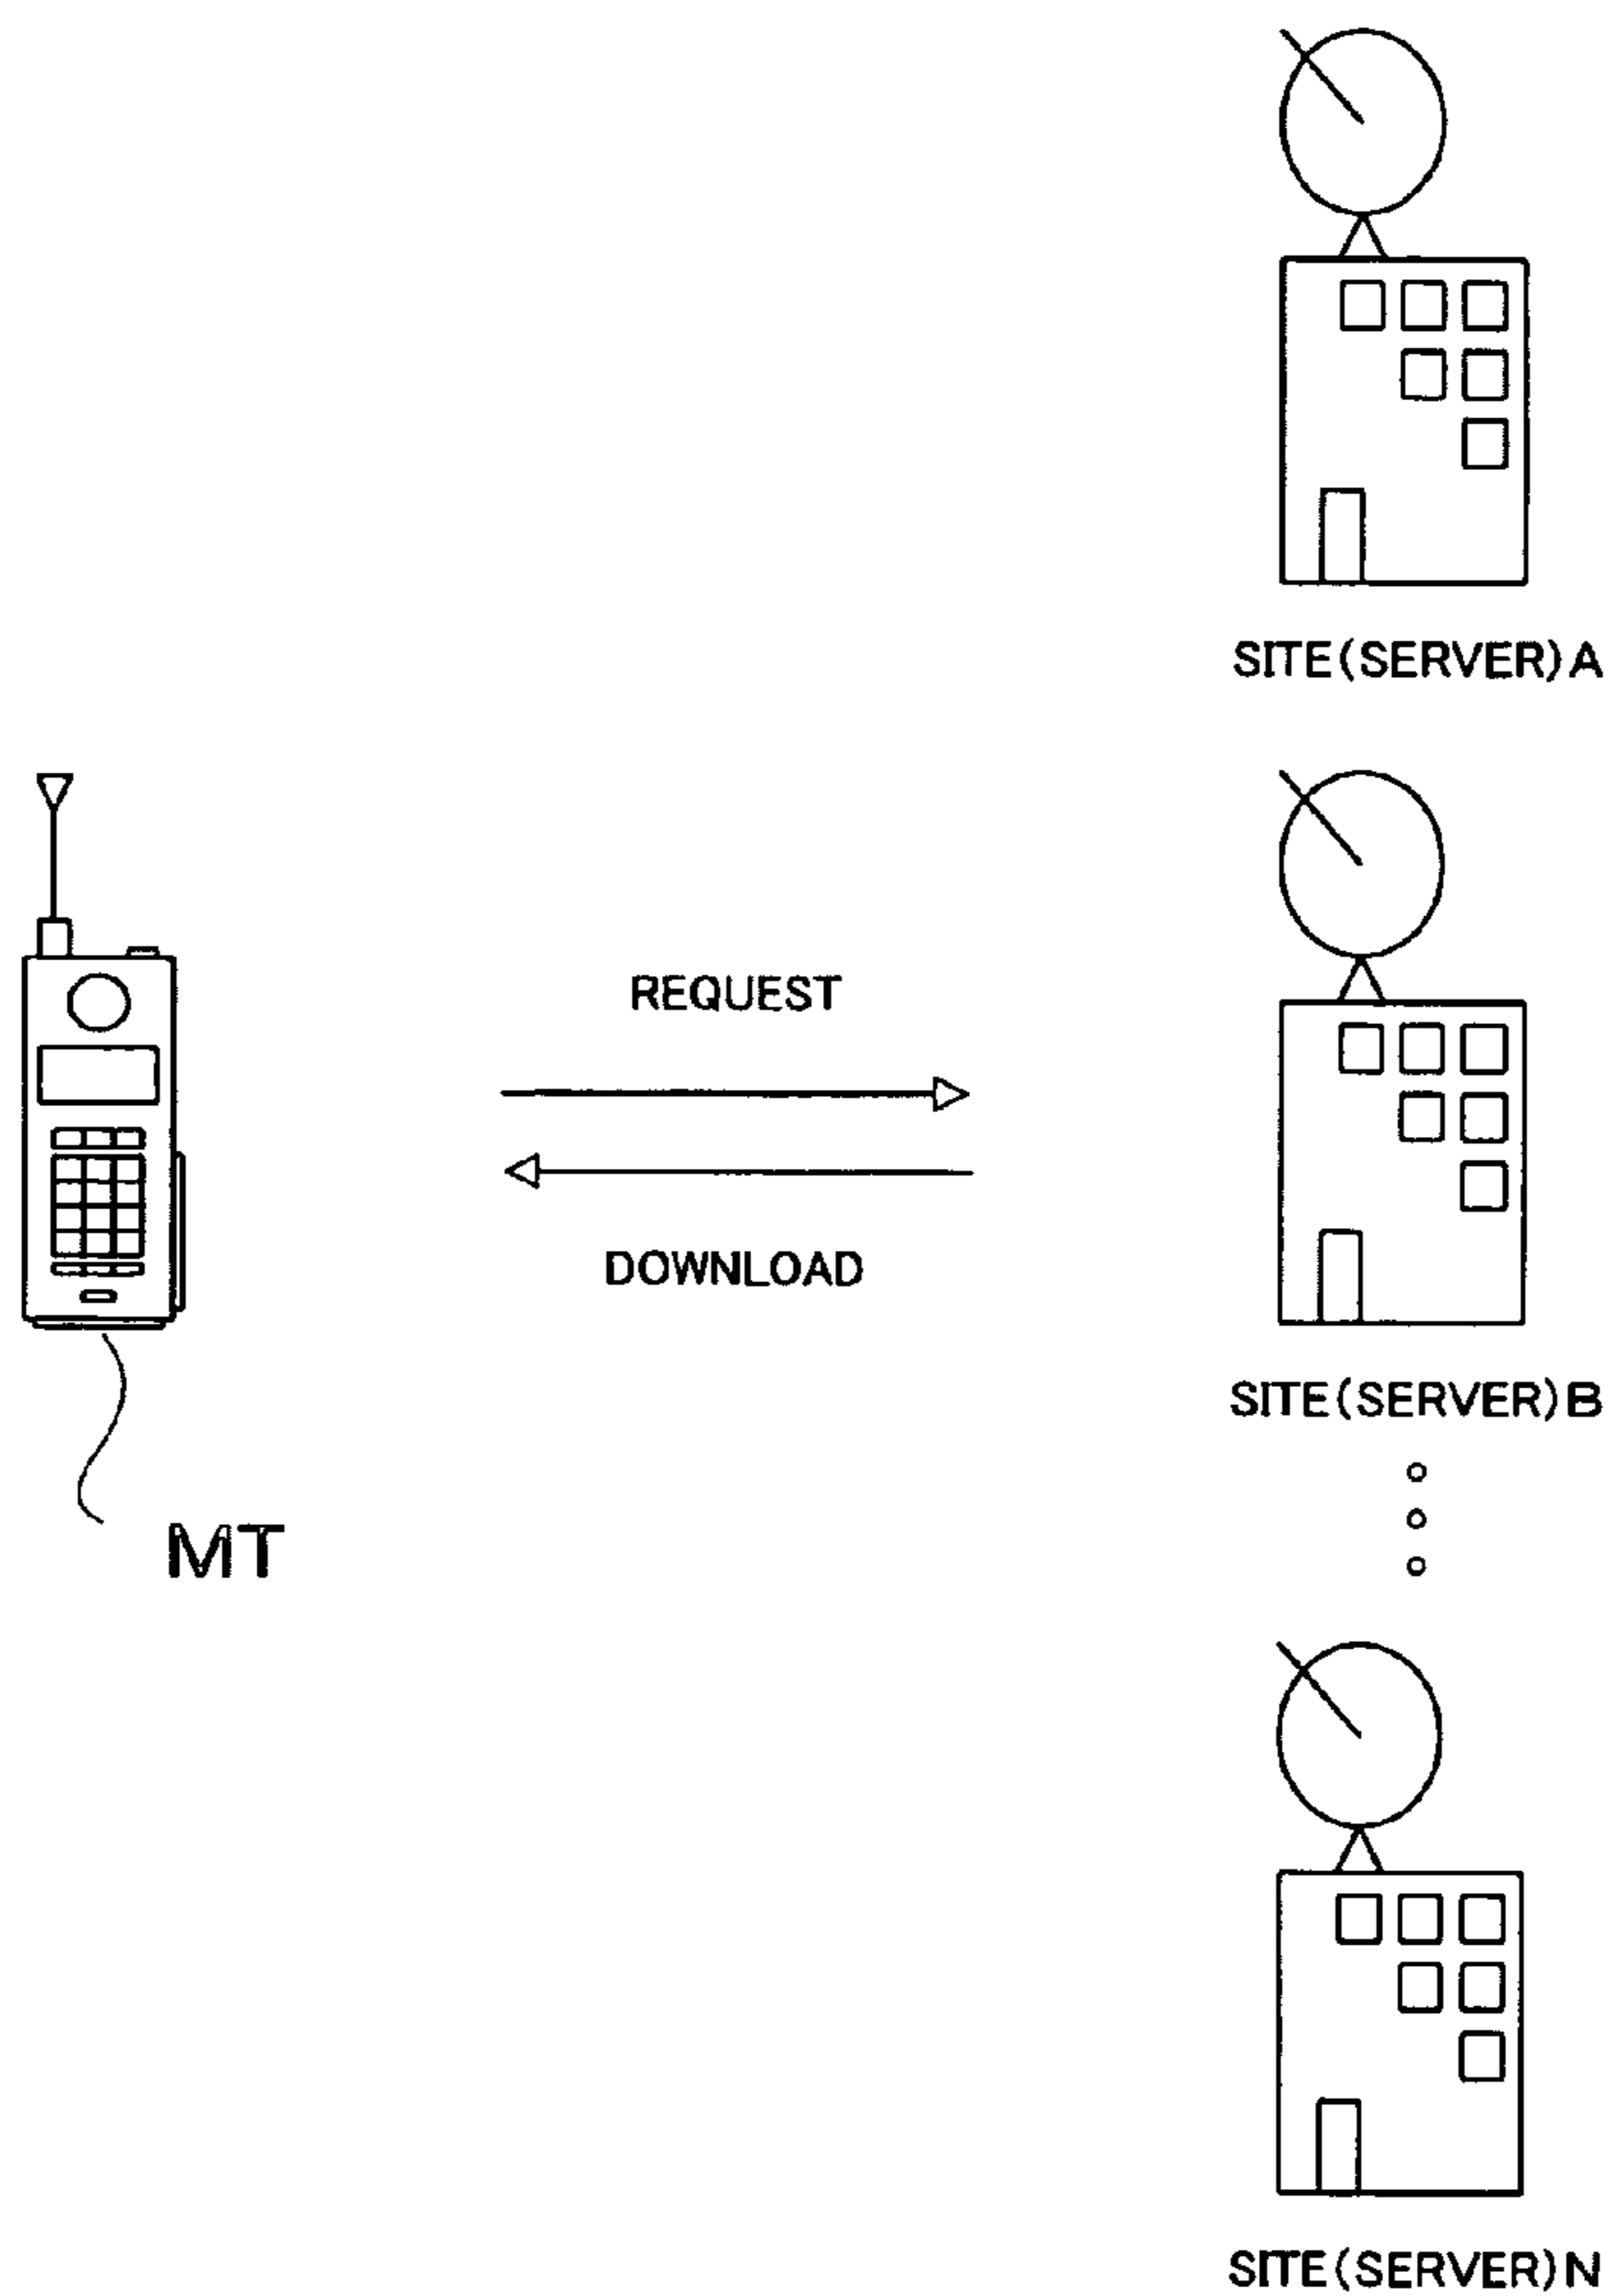 SITE(SERVER)A
REQUEST
DOWNLOAD
SITE(SERVER)B
MT
SITE(SERVER)N